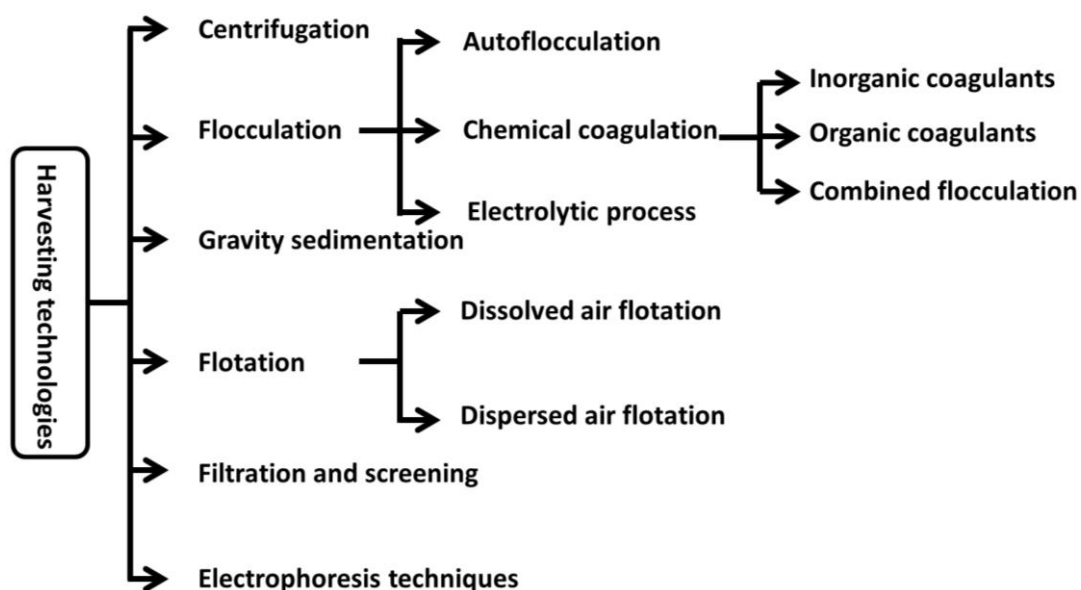 Harvesting technologies
Centrifugation
Flocculation
Autoflocculation
Chemical coagulation
Inorganic coagulants
Organic coagulants
Combined flocculation
Electrolytic process
Gravity sedimentation
Flotation
Dissolved air flotation
Dispersed air flotation
Filtration and screening
Electrophoresis techniques